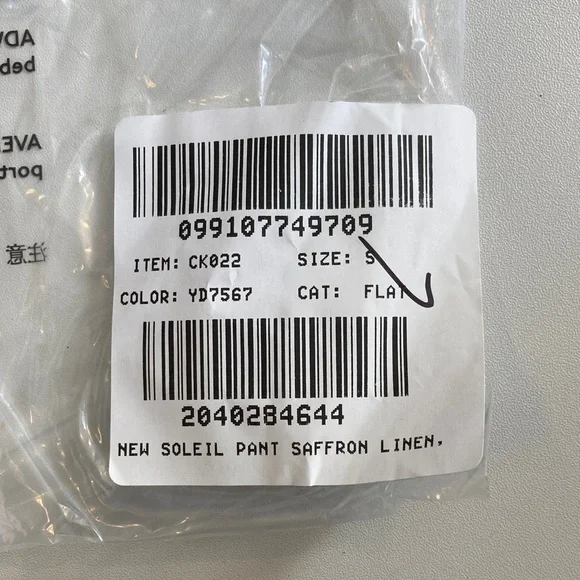 ADV
beb
AVE
port
注意
099107749709
ITEM: CK022 SIZE: S
COLOR: YD7567 CAT: FLAT
2040284644
NEW SOLEIL PANT SAFFRON LINEN,